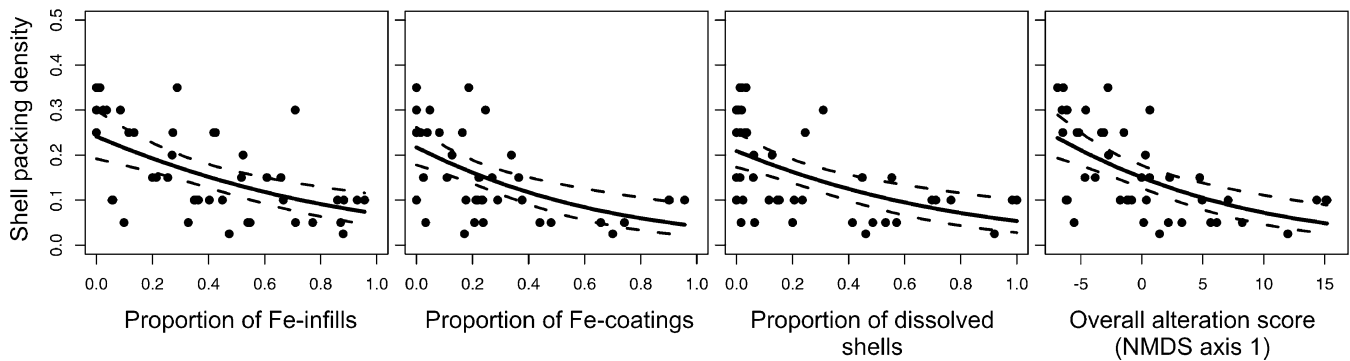 Shell packing density
0.0 0.1 0.2 0.3 0.4 0.5
0.0 0.2 0.4 0.6 0.8 1.0
Proportion of Fe-infills
0.0 0.2 0.4 0.6 0.8 1.0
Proportion of Fe-coatings
0.0 0.2 0.4 0.6 0.8 1.0
Proportion of dissolved
shells
-5 0 5 10 15
Overall alteration score
(NMDS axis 1)